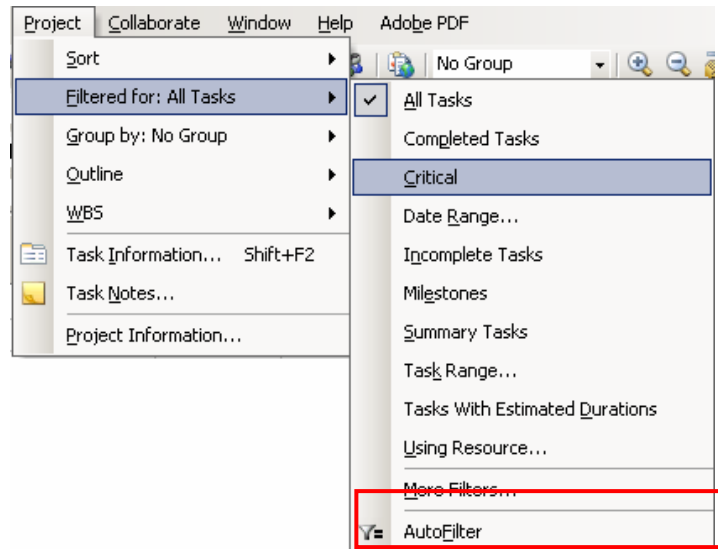 Project Collaborate Window Help Adobe PDF
No Group
Sort
Filtered for: All Tasks
Group by: No Group
Outline
WBS
Task Information... Shift+F2
Task Notes...
Project Information...
All Tasks
Completed Tasks
Critical
Date Range...
Incomplete Tasks
Milestones
Summary Tasks
Task Range...
Tasks With Estimated Durations
Using Resource...
More Filters...
AutoFilter